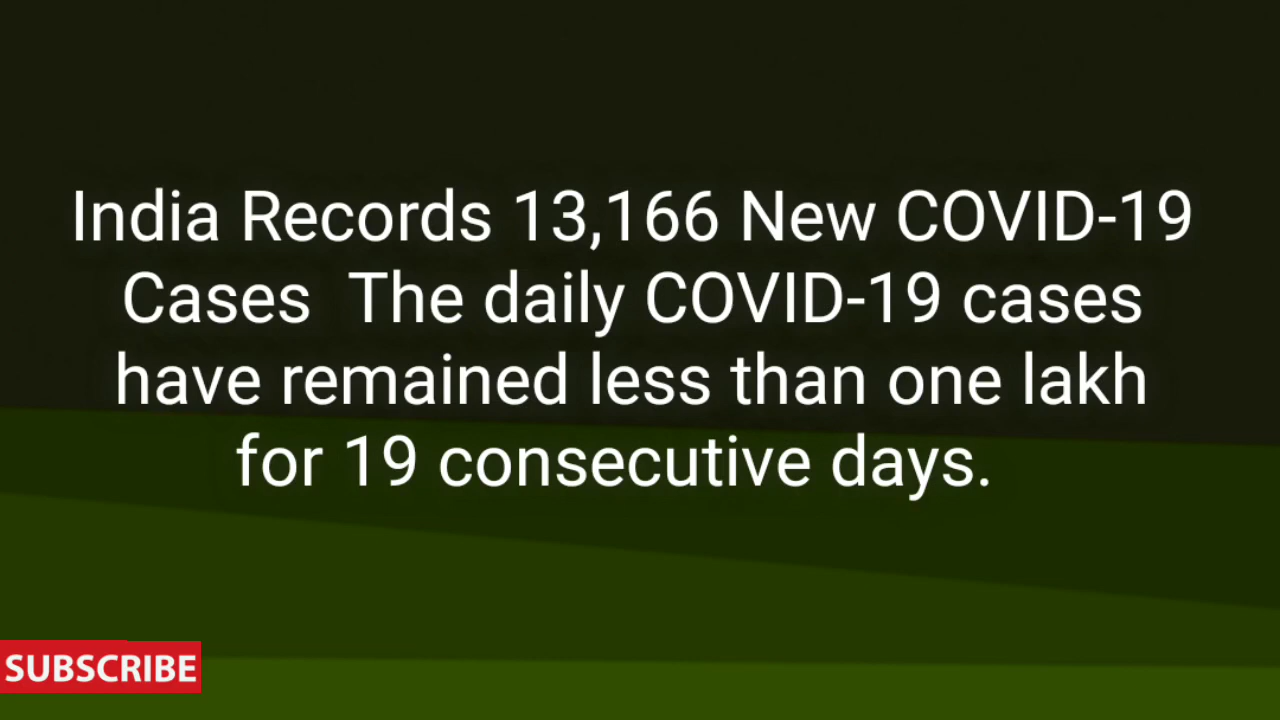 India Records 13,166 New COVID-19
Cases  The daily COVID-19 cases
have remained less than one lakh
for 19 consecutive days.
SUBSCRIBE